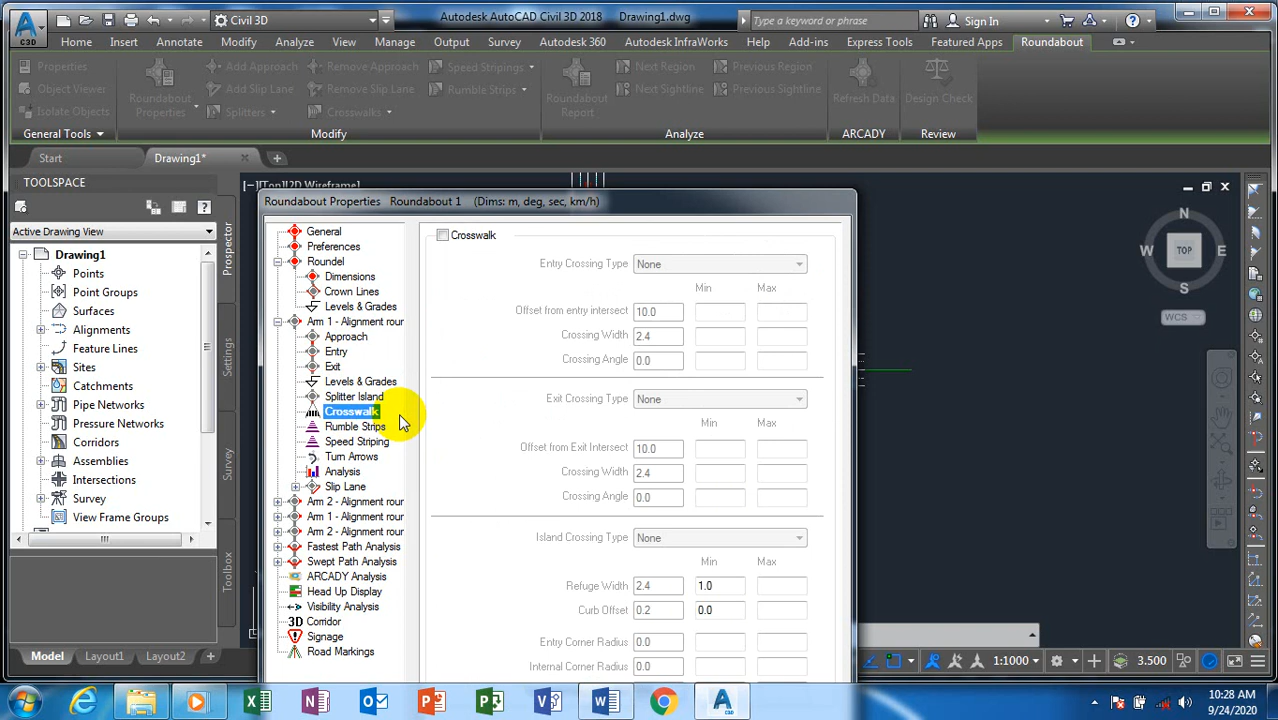 Civil 3D
Autodesk AutoCAD Civil 3D 2018 Drawing1.dwg
Type a keyword or phrase
Sign In
C3D
Home Insert Annotate Modify Analyze View Manage Output Survey Autodesk 360 Autodesk InfraWorks Help Add-ins Express Tools Featured Apps Roundabout
Properties
Object Viewer
Isolate Objects
General Tools
Roundabout Properties
Add Approach
Add Slip Lane
Splitters
Remove Approach
Remove Slip Lane
Crosswalks
Speed Stripings
Rumble Strips
Modify
Roundabout Report
Next Region
Next Sightline
Previous Region
Previous Sightline
Analyze
Refresh Data
ARCADY
Design Check
Review
Start
Drawing1*
TOOLSPACE
Active Drawing View
Drawing1
Points
Point Groups
Surfaces
Alignments
Feature Lines
Sites
Catchments
Pipe Networks
Pressure Networks
Corridors
Assemblies
Intersections
Survey
View Frame Groups
Prospector
Settings
Survey
Toolbox
[−][Top][2D Wireframe]
Roundabout Properties Roundabout 1 (Dims: m, deg, sec, km/h)
General
Preferences
Roundel
Dimensions
Crown Lines
Levels & Grades
Arm 1 - Alignment rour
Approach
Entry
Exit
Levels & Grades
Splitter Island
Crosswalk
Rumble Strips
Speed Striping
Turn Arrows
Analysis
Slip Lane
Arm 2 - Alignment rour
Arm 1 - Alignment rour
Arm 2 - Alignment rour
Fastest Path Analysis
Swept Path Analysis
ARCADY Analysis
Head Up Display
Visibility Analysis
3D Corridor
Signage
Road Markings
Crosswalk
Entry Crossing Type None
Min Max
Offset from entry intersect 10.0
Crossing Width 2.4
Crossing Angle 0.0
Exit Crossing Type None
Min Max
Offset from Exit Intersect 10.0
Crossing Width 2.4
Crossing Angle 0.0
Island Crossing Type None
Min Max
Refuge Width 2.4 1.0
Curb Offset 0.2 0.0
Entry Corner Radius 0.0
Internal Corner Radius 0.0
N
W TOP E
S
WCS
Model Layout1 Layout2 +
1:1000
3.500
10:28 AM
9/24/2020